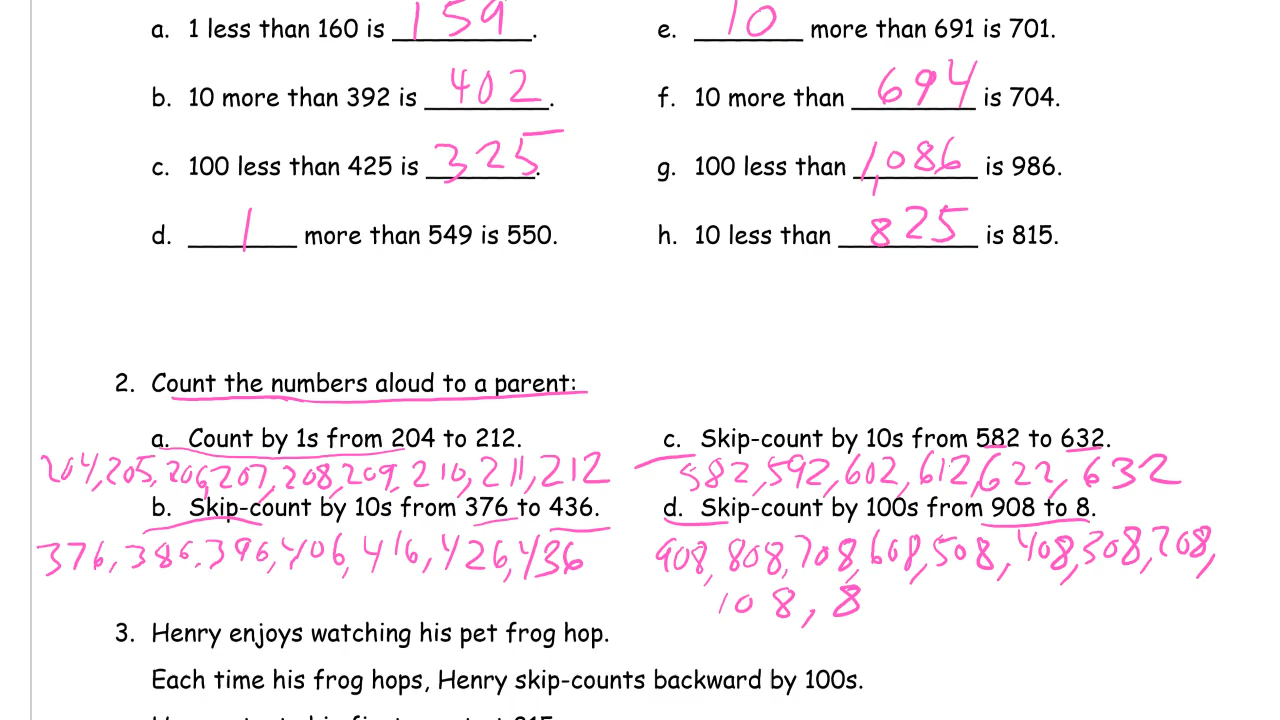 a. 1 less than 160 is 159.
e. 10 more than 691 is 701.
b. 10 more than 392 is 402.
f. 10 more than 694 is 704.
c. 100 less than 425 is 325.
g. 100 less than 1,086 is 986.
d. 1 more than 549 is 550.
h. 10 less than 825 is 815.
2. Count the numbers aloud to a parent:
a. Count by 1s from 204 to 212.
204, 205, 206, 207, 208, 209, 210, 211, 212
b. Skip-count by 10s from 376 to 436.
376, 386, 396, 406, 416, 426, 436
c. Skip-count by 10s from 582 to 632.
582, 592, 602, 612, 622, 632
d. Skip-count by 100s from 908 to 8.
908, 808, 708, 608, 508, 408, 308, 208,
108, 8
3. Henry enjoys watching his pet frog hop.
Each time his frog hops, Henry skip-counts backward by 100s.